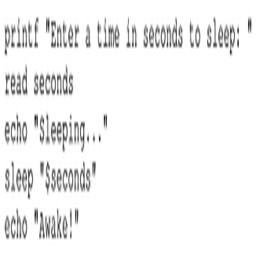 printf "Enter a time in seconds to sleep: "
read seconds
echo "Sleeping..."
sleep "$seconds"
echo "Awake!"